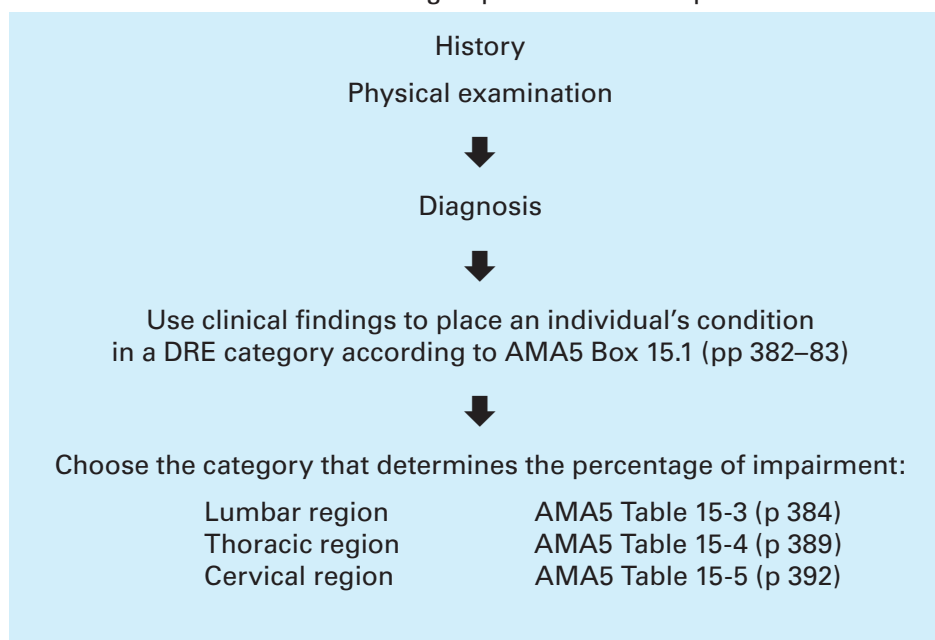 History
Physical examination
Diagnosis
Use clinical findings to place an individual’s condition
in a DRE category according to AMA5 Box 15.1 (pp 382–83)
Choose the category that determines the percentage of impairment:
Lumbar region AMA5 Table 15-3 (p 384)
Thoracic region AMA5 Table 15-4 (p 389)
Cervical region AMA5 Table 15-5 (p 392)